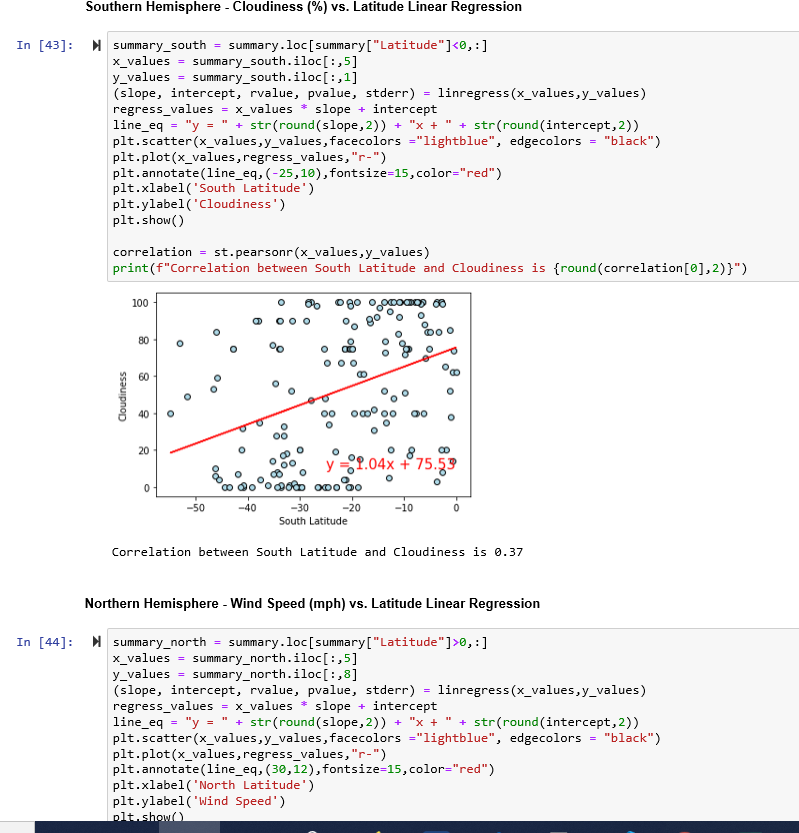 Southern Hemisphere - Cloudiness (%) vs. Latitude Linear Regression
In [43]:
summary_south = summary.loc[summary["Latitude"]<0,:]
x_values = summary_south.iloc[:,5]
y_values = summary_south.iloc[:,1]
(slope, intercept, rvalue, pvalue, stderr) = linregress(x_values,y_values)
regress_values = x_values * slope + intercept
line_eq = "y = " + str(round(slope,2)) + "x + " + str(round(intercept,2))
plt.scatter(x_values,y_values,facecolors ="lightblue", edgecolors = "black")
plt.plot(x_values,regress_values,"r-")
plt.annotate(line_eq,(-25,10),fontsize=15,color="red")
plt.xlabel('South Latitude')
plt.ylabel('Cloudiness')
plt.show()
correlation = st.pearsonr(x_values,y_values)
print(f"Correlation between South Latitude and Cloudiness is {round(correlation[0],2)}")
100
80
60
40
20
0
Cloudiness
y = 1.04x + 75.53
−50 −40 −30 −20 −10 0
South Latitude
Correlation between South Latitude and Cloudiness is 0.37
Northern Hemisphere - Wind Speed (mph) vs. Latitude Linear Regression
In [44]:
summary_north = summary.loc[summary["Latitude"]>0,:]
x_values = summary_north.iloc[:,5]
y_values = summary_north.iloc[:,8]
(slope, intercept, rvalue, pvalue, stderr) = linregress(x_values,y_values)
regress_values = x_values * slope + intercept
line_eq = "y = " + str(round(slope,2)) + "x + " + str(round(intercept,2))
plt.scatter(x_values,y_values,facecolors ="lightblue", edgecolors = "black")
plt.plot(x_values,regress_values,"r-")
plt.annotate(line_eq,(30,12),fontsize=15,color="red")
plt.xlabel('North Latitude')
plt.ylabel('Wind Speed')
plt.show()